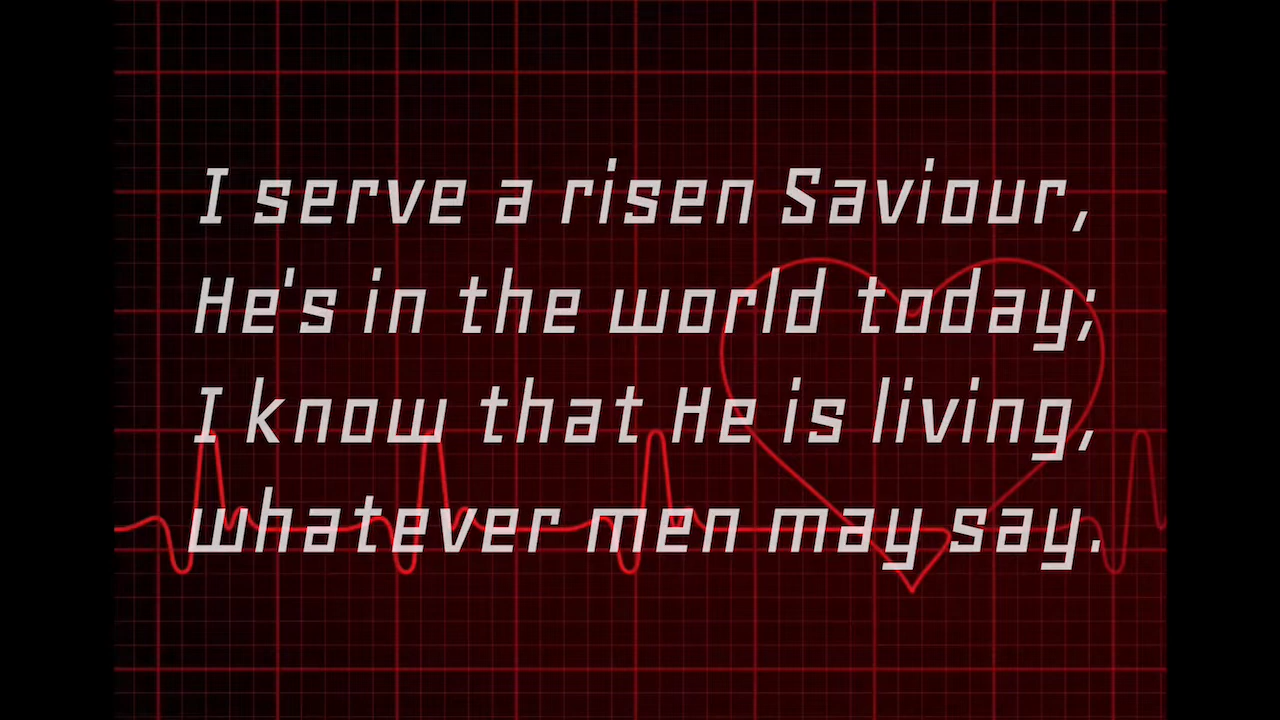 I serve a risen Saviour,
He's in the world today;
I know that He is living,
whatever men may say.